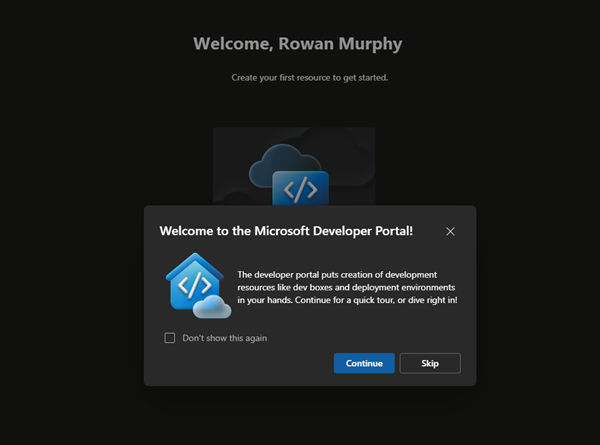 Welcome, Rowan Murphy
Create your first resource to get started.
</>
Welcome to the Microsoft Developer Portal!
</>
The developer portal puts creation of development
resources like dev boxes and deployment environments
in your hands. Continue for a quick tour, or dive right in!
Don't show this again
Continue
Skip